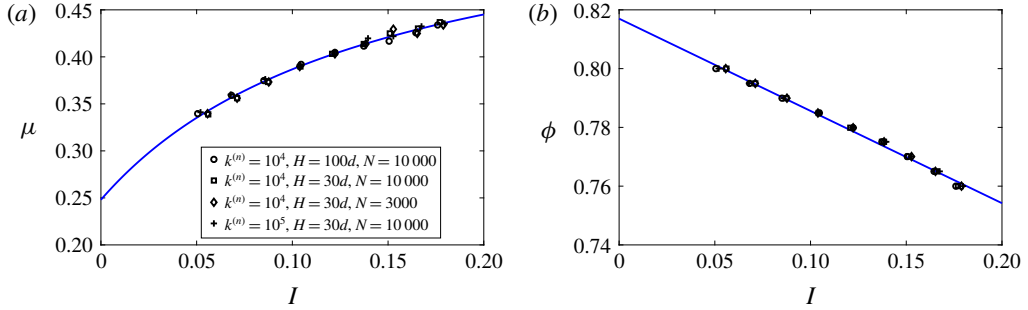 (a)
0.45
0.40
0.35
0.30
0.25
0.20
μ
k^(n) = 10^4, H = 100d, N = 10 000
k^(n) = 10^4, H = 30d, N = 10 000
k^(n) = 10^4, H = 30d, N = 3000
k^(n) = 10^5, H = 30d, N = 10 000
0 0.05 0.10 0.15 0.20
I
(b)
0.82
0.80
0.78
0.76
0.74
ϕ
0 0.05 0.10 0.15 0.20
I